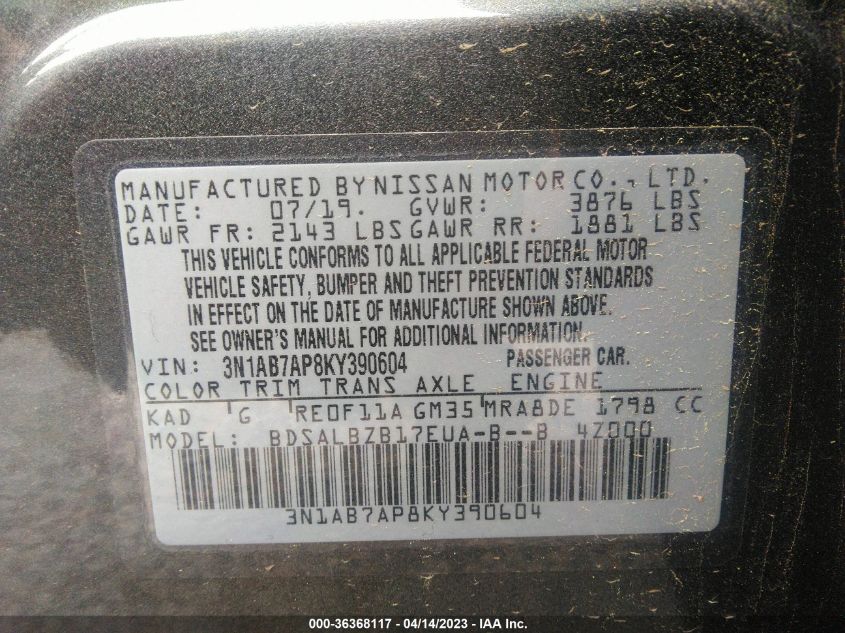 MANUFACTURED BY NISSAN MOTOR CO., LTD.
DATE: 07/19. GVWR: 3876 LBS
GAWR FR: 2143 LBS GAWR RR: 1881 LBS
THIS VEHICLE CONFORMS TO ALL APPLICABLE FEDERAL MOTOR
VEHICLE SAFETY, BUMPER AND THEFT PREVENTION STANDARDS
IN EFFECT ON THE DATE OF MANUFACTURE SHOWN ABOVE.
SEE OWNER'S MANUAL FOR ADDITIONAL INFORMATION.
VIN: 3N1AB7AP8KY390604 PASSENGER CAR.
COLOR TRIM TRANS AXLE ENGINE
KAD G RE0F11A GM35 MRA8DE 1798 CC
MODEL: BDSALBZB17EUA-B--B 4Z000
3N1AB7AP8KY390604
000-36368117 - 04/14/2023 - IAA Inc.